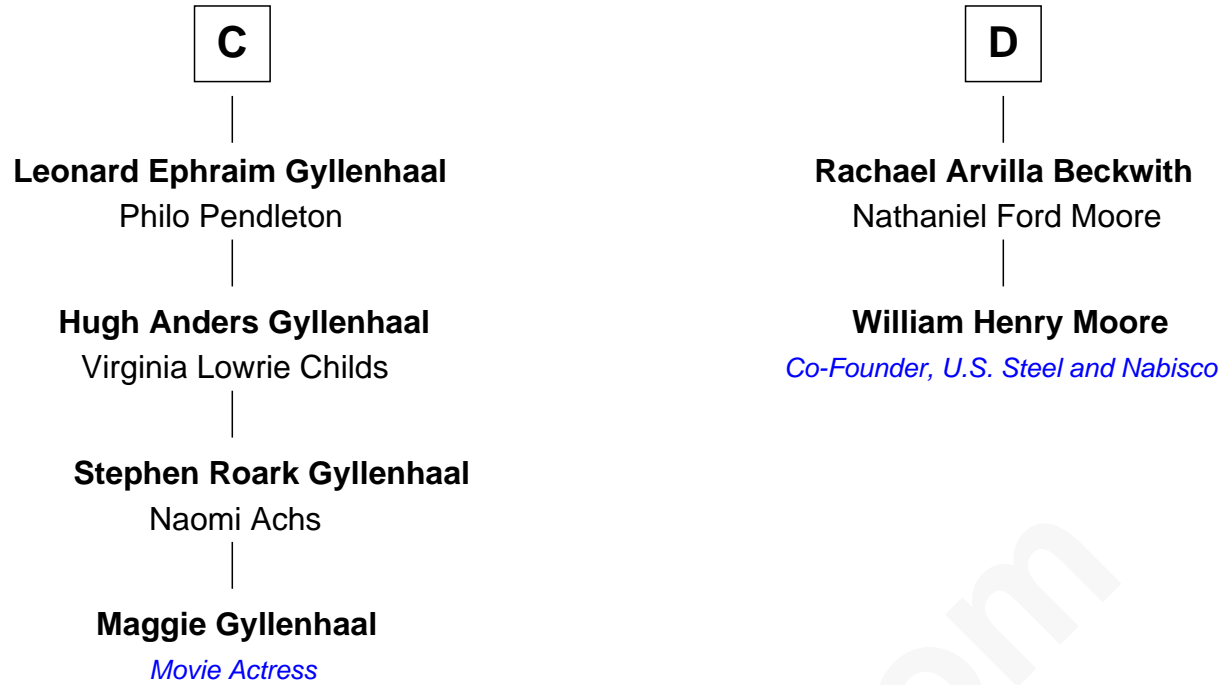 C
Leonard Ephraim Gyllenhaal
Philo Pendleton
Hugh Anders Gyllenhaal
Virginia Lowrie Childs
Stephen Roark Gyllenhaal
Naomi Achs
Maggie Gyllenhaal
Movie Actress
D
Rachael Arvilla Beckwith
Nathaniel Ford Moore
William Henry Moore
Co-Founder, U.S. Steel and Nabisco
om